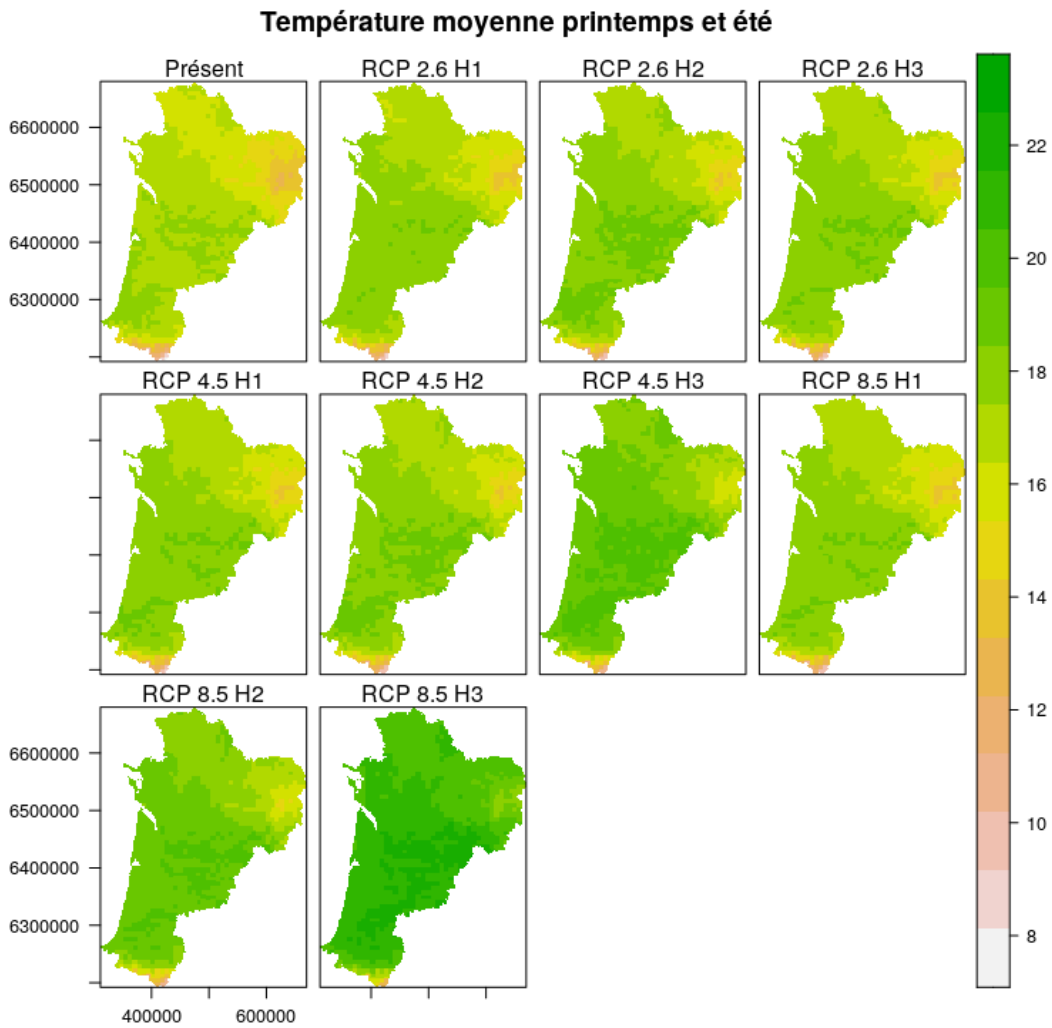 Température moyenne printemps et été
Présent
RCP 2.6 H1
RCP 2.6 H2
RCP 2.6 H3
6600000
6500000
6400000
6300000
RCP 4.5 H1
RCP 4.5 H2
RCP 4.5 H3
RCP 8.5 H1
RCP 8.5 H2
RCP 8.5 H3
6600000
6500000
6400000
6300000
400000
600000
22
20
18
16
14
12
10
8